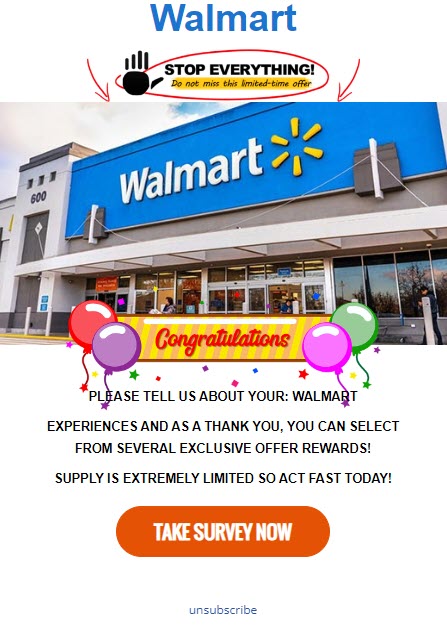 Walmart
STOP EVERYTHING!
Do not miss this limited-time offer
Walmart
600
Congratulations
PLEASE TELL US ABOUT YOUR: WALMART
EXPERIENCES AND AS A THANK YOU, YOU CAN SELECT
FROM SEVERAL EXCLUSIVE OFFER REWARDS!
SUPPLY IS EXTREMELY LIMITED SO ACT FAST TODAY!
TAKE SURVEY NOW
unsubscribe